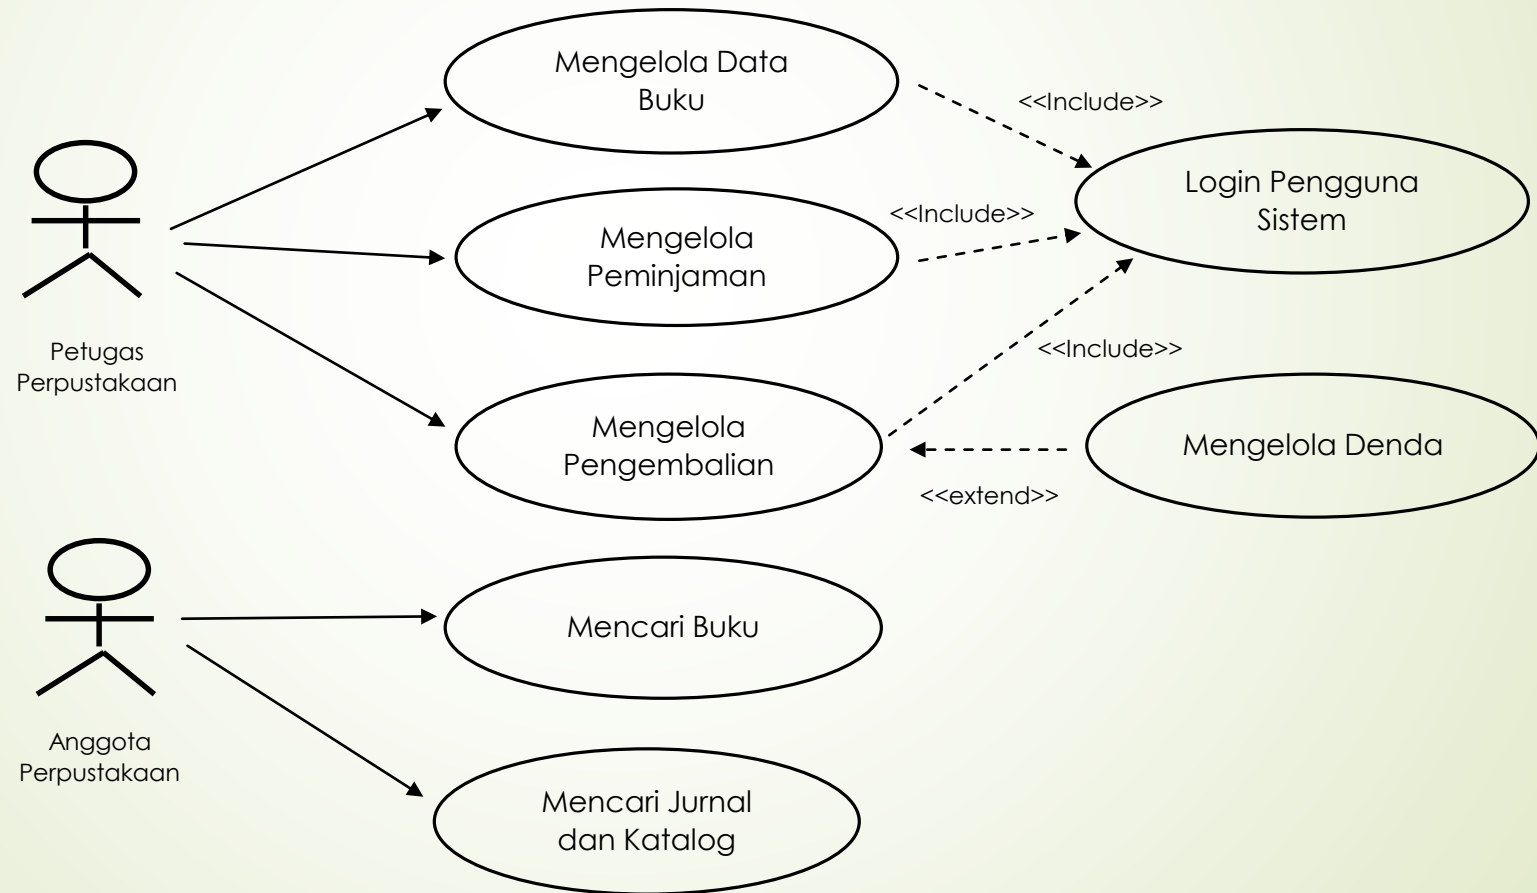 Mengelola Data
Buku
<<Include>>
Login Pengguna
Sistem
<<Include>>
Mengelola
Peminjaman
Petugas
Perpustakaan
<<Include>>
Mengelola
Pengembalian
Mengelola Denda
<<extend>>
Mencari Buku
Anggota
Perpustakaan
Mencari Jurnal
dan Katalog